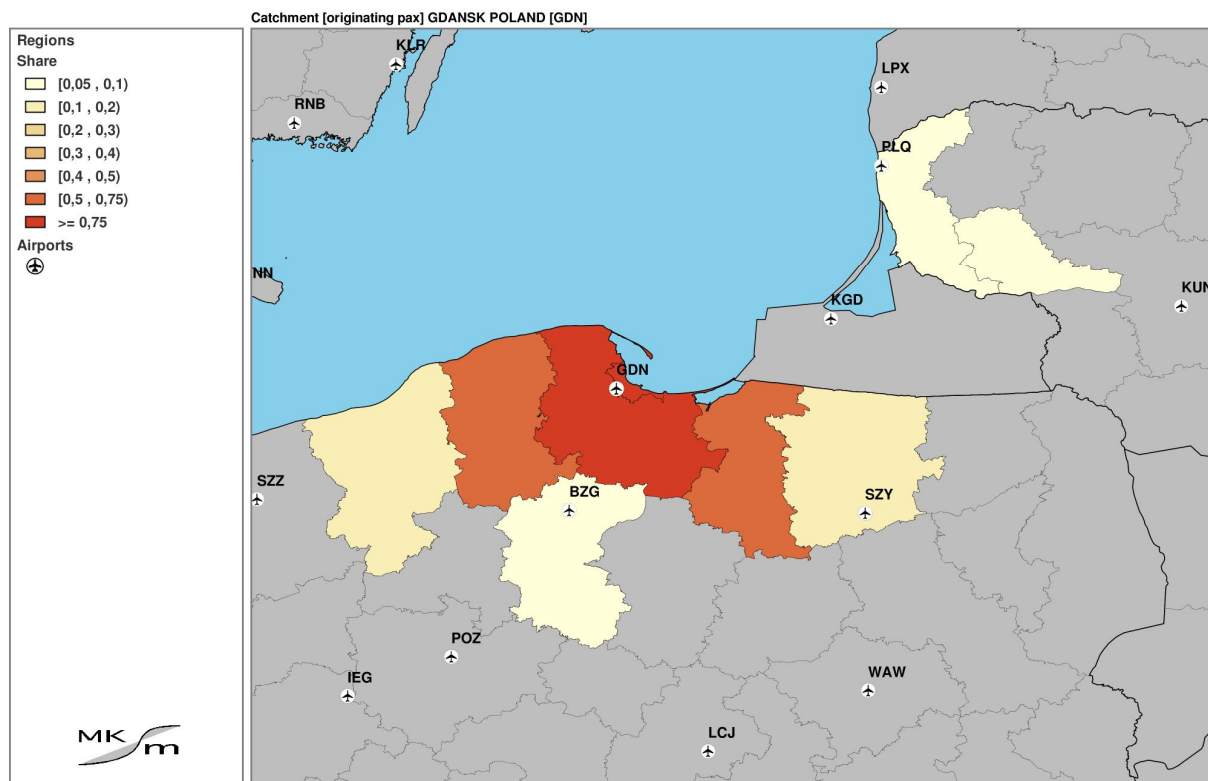 Catchment [originating pax] GDANSK POLAND [GDN]
Regions
Share
[0,05 , 0,1)
[0,1 , 0,2)
[0,2 , 0,3)
[0,3 , 0,4)
[0,4 , 0,5)
[0,5 , 0,75)
>= 0,75
Airports
KLR
LPX
RNB
PLQ
NN
KGD
KUN
GDN
SZZ
BZG
SZY
POZ
IEG
WAW
LCJ
MK
m